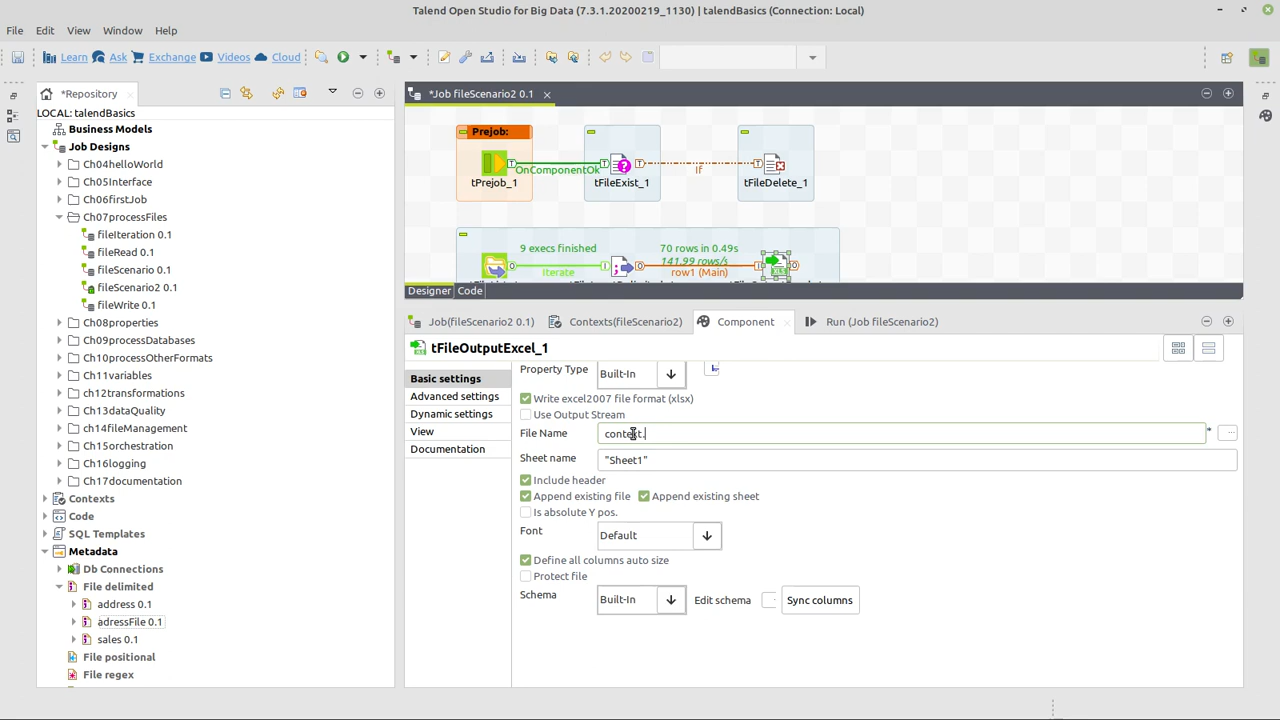 Talend Open Studio for Big Data (7.3.1.20200219_1130) | talendBasics (Connection: Local)
File Edit View Window Help
Learn Ask Exchange Videos Cloud
*Repository
LOCAL: talendBasics
Business Models
Job Designs
Ch04helloWorld
Ch05Interface
Ch06firstJob
Ch07processFiles
fileIteration 0.1
fileRead 0.1
fileScenario 0.1
fileScenario2 0.1
fileWrite 0.1
Ch08properties
Ch09processDatabases
Ch10processOtherFormats
Ch11variables
ch12transformations
Ch13dataQuality
ch14fileManagement
Ch15orchestration
Ch16logging
Ch17documentation
Contexts
Code
SQL Templates
Metadata
Db Connections
File delimited
address 0.1
adressFile 0.1
sales 0.1
File positional
File regex
*Job fileScenario2 0.1
Prejob:
OnComponentOk
If
tPrejob_1
tFileExist_1
tFileDelete_1
9 execs finished
Iterate
70 rows in 0.49s
141.99 rows/s
row1 (Main)
Designer Code
Job(fileScenario2 0.1)
Contexts(fileScenario2)
Component
Run (Job fileScenario2)
tFileOutputExcel_1
Basic settings
Advanced settings
Dynamic settings
View
Documentation
Property Type Built-In
Write excel2007 file format (xlsx)
Use Output Stream
File Name context. *
Sheet name "Sheet1"
Include header
Append existing file Append existing sheet
Is absolute Y pos.
Font Default
Define all columns auto size
Protect file
Schema Built-In Edit schema Sync columns